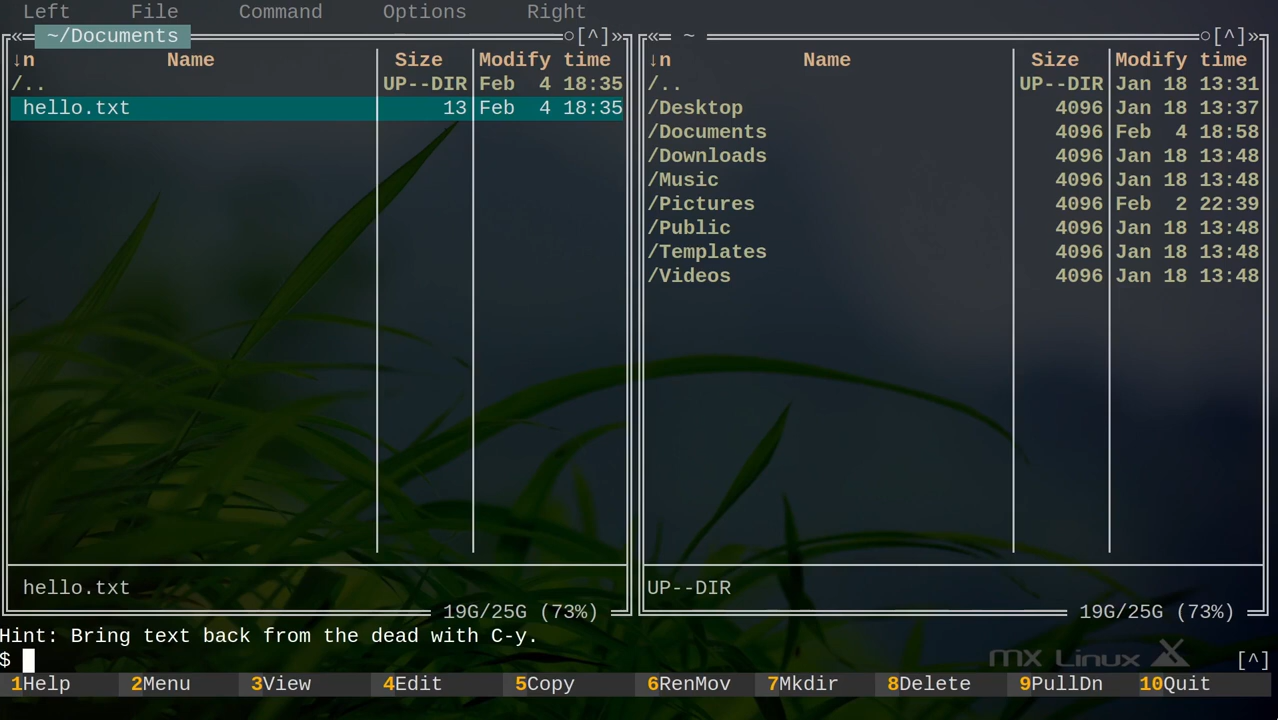 Left File Command Options Right
«─ ~/Documents ○[^]» «─ ~ ○[^]»
↓n Name Size Modify time ↓n Name Size Modify time
/.. UP--DIR Feb 4 18:35 /.. UP--DIR Jan 18 13:31
hello.txt 13 Feb 4 18:35 /Desktop 4096 Jan 18 13:37
/Documents 4096 Feb 4 18:58
/Downloads 4096 Jan 18 13:48
/Music 4096 Jan 18 13:48
/Pictures 4096 Feb 2 22:39
/Public 4096 Jan 18 13:48
/Templates 4096 Jan 18 13:48
/Videos 4096 Jan 18 13:48
hello.txt UP--DIR
19G/25G (73%) 19G/25G (73%)
Hint: Bring text back from the dead with C-y.
mx Linux
$ [^]
1Help 2Menu 3View 4Edit 5Copy 6RenMov 7Mkdir 8Delete 9PullDn 10Quit